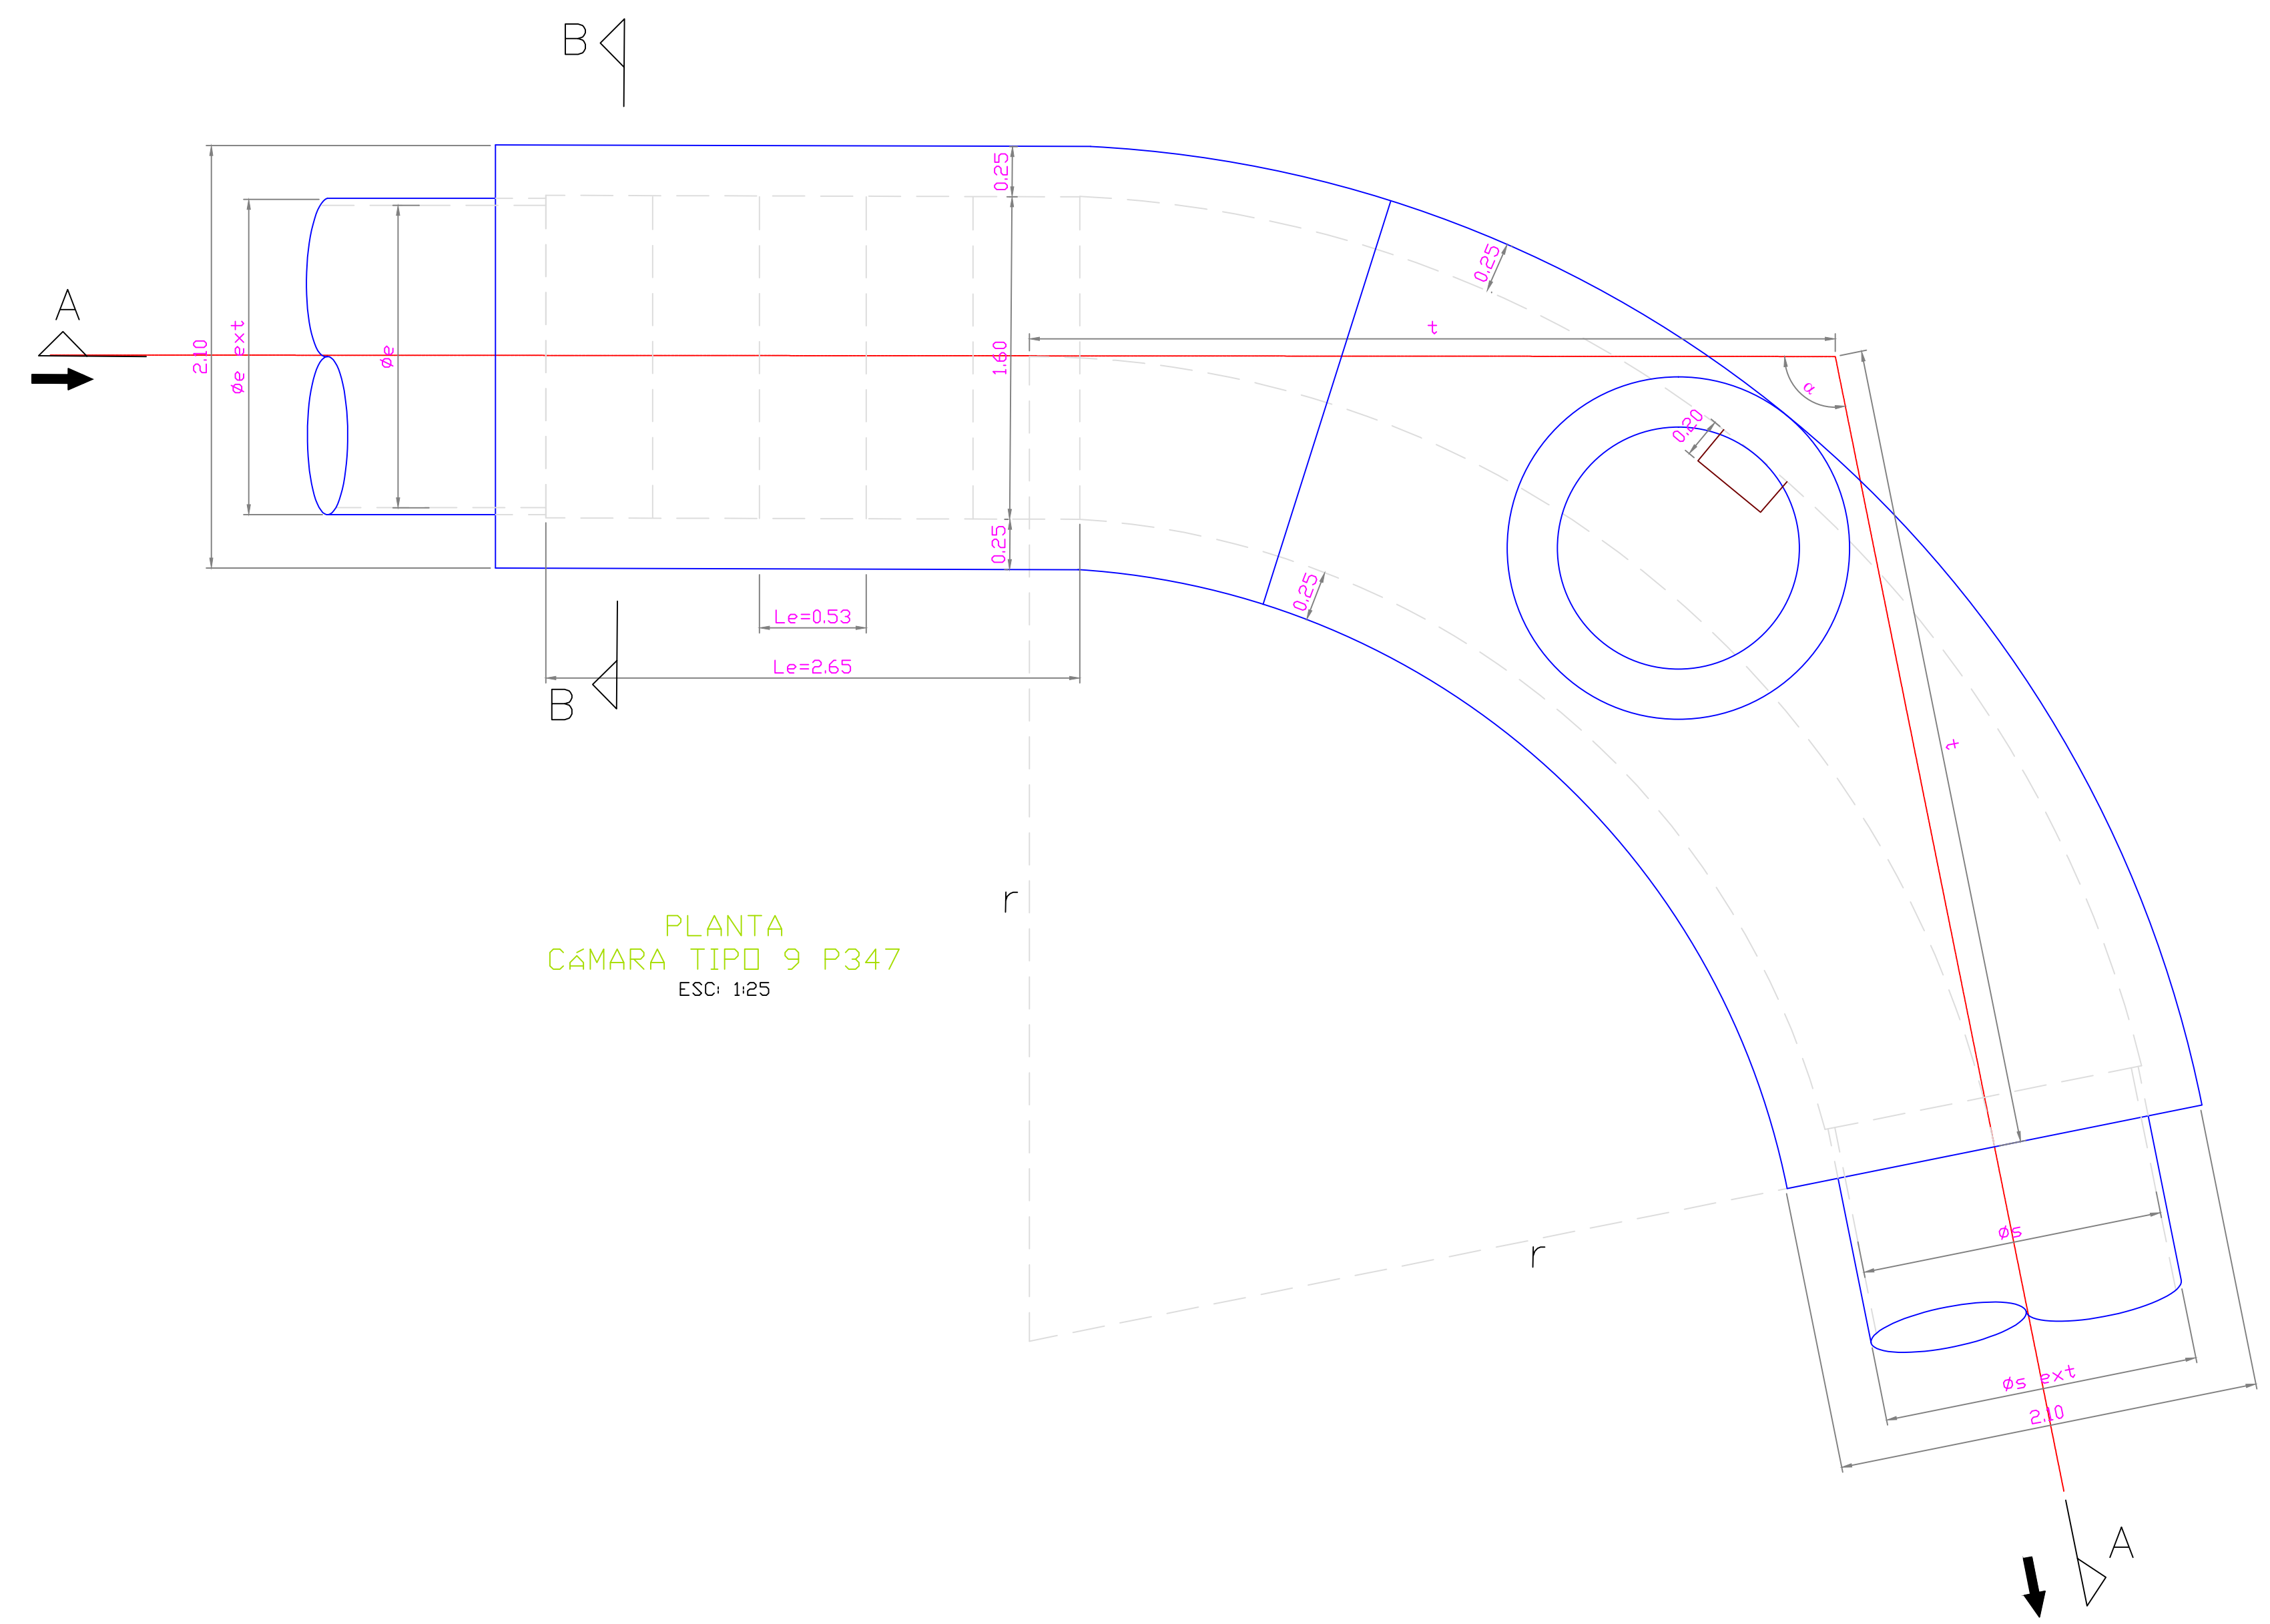 B
0.25
0.25
t
A
2.10
øe ext
øe
1.60
α
0.20
0.25
0.25
Le=0.53
Le=2.65
B
t
r
PLANTA
CÁMARA TIPO 9 P347
ESC: 1:25
r
øs
øs ext
2.10
A